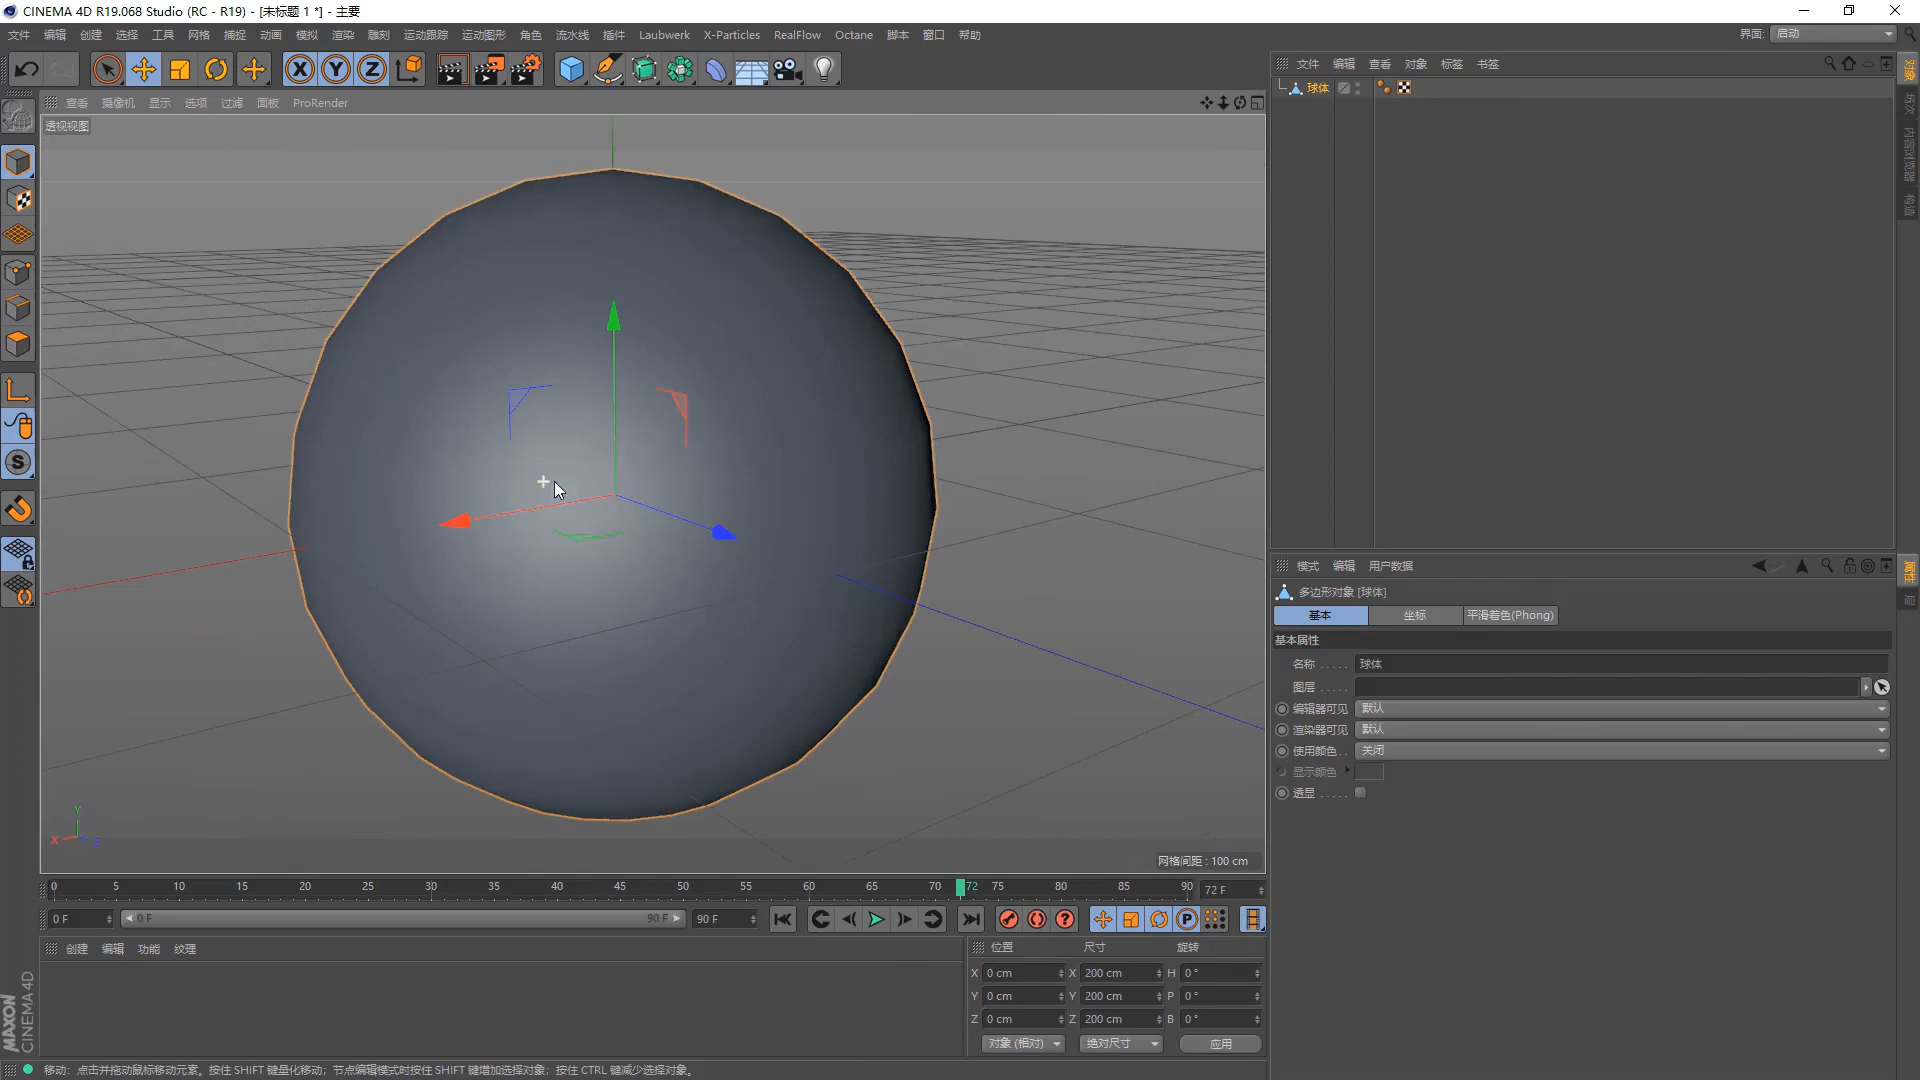 CINEMA 4D R19.068 Studio (RC - R19) - [未标题 1 *] - 主要
文件 编辑 创建 选择 工具 网格 捕捉 动画 模拟 渲染 雕刻 运动跟踪 运动图形 角色 流水线 插件 Laubwerk X-Particles RealFlow Octane 脚本 窗口 帮助
界面: 启动
查看 摄像机 显示 选项 过滤 面板 ProRender
透视视图
Y
X Z
网格间距 : 100 cm
文件 编辑 查看 对象 标签 书签
球体
对象
场次
内容浏览器
构造
模式 编辑 用户数据
多边形对象 [球体]
基本 坐标 平滑着色(Phong)
基本属性
名称 . . . . . 球体
图层 . . . . .
编辑器可见 默认
渲染器可见 默认
使用颜色 . . 关闭
显示颜色
透显 . . . . .
属性
层
0 5 10 15 20 25 30 35 40 45 50 55 60 65 70 72 75 80 85 90 72 F
0 F 0 F 90 F 90 F
创建 编辑 功能 纹理
位置 尺寸 旋转
X 0 cm X 200 cm H 0 °
Y 0 cm Y 200 cm P 0 °
Z 0 cm Z 200 cm B 0 °
对象 (相对) 绝对尺寸 应用
MAXON
CINEMA 4D
移动：点击并拖动鼠标移动元素。按住 SHIFT 键量化移动；节点编辑模式时按住 SHIFT 键增加选择对象；按住 CTRL 键减少选择对象。